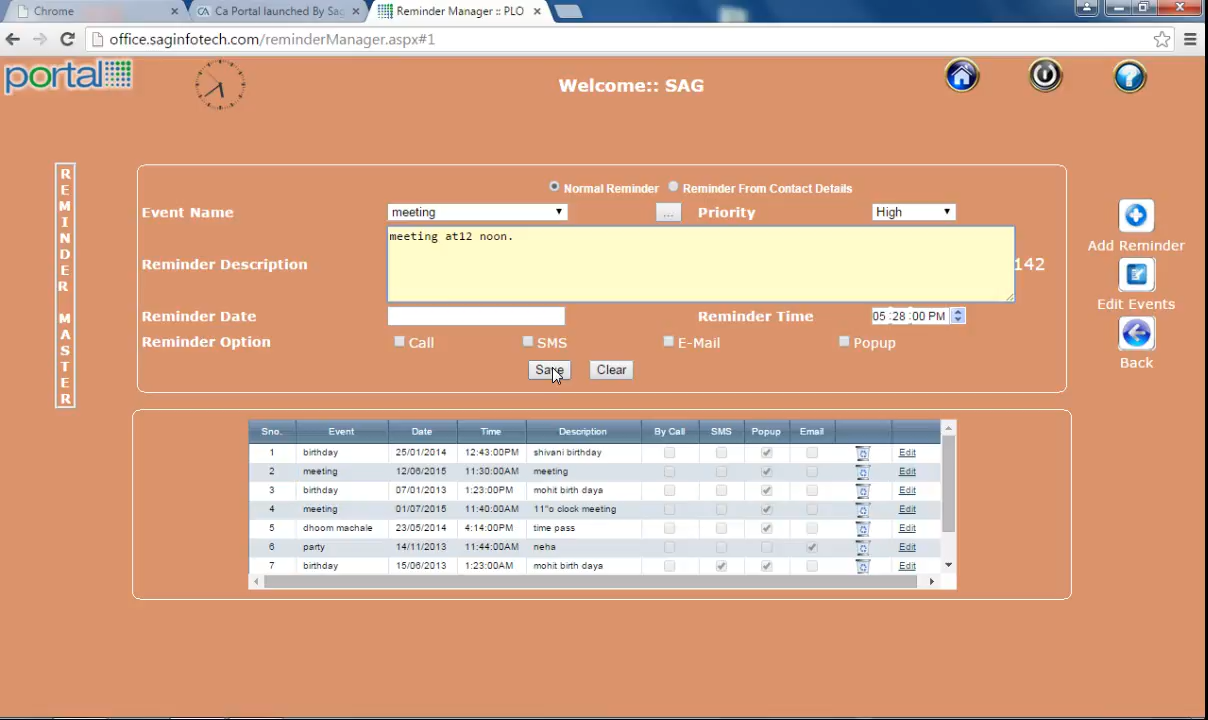 Chrome
Ca Portal launched By Sag
Reminder Manager :: PLO
office.saginfotech.com/reminderManager.aspx#1
portal
Welcome:: SAG
REMINDER MASTER
Normal Reminder
Reminder From Contact Details
Event Name
meeting
...
Priority
High
Reminder Description
meeting at12 noon.
142
Reminder Date
Reminder Time
05 :28 :00 PM
Reminder Option
Call
SMS
E-Mail
Popup
Save
Clear
Add Reminder
Edit Events
Back
Sno. Event Date Time Description By Call SMS Popup Email
1 birthday 25/01/2014 12:43:00PM shivani birthday Edit
2 meeting 12/06/2015 11:30:00AM meeting Edit
3 birthday 07/01/2013 1:23:00PM mohit birth daya Edit
4 meeting 01/07/2015 11:40:00AM 11"o clock meeting Edit
5 dhoom machale 23/05/2014 4:14:00PM time pass Edit
6 party 14/11/2013 11:44:00AM neha Edit
7 birthday 15/06/2013 1:23:00AM mohit birth daya Edit